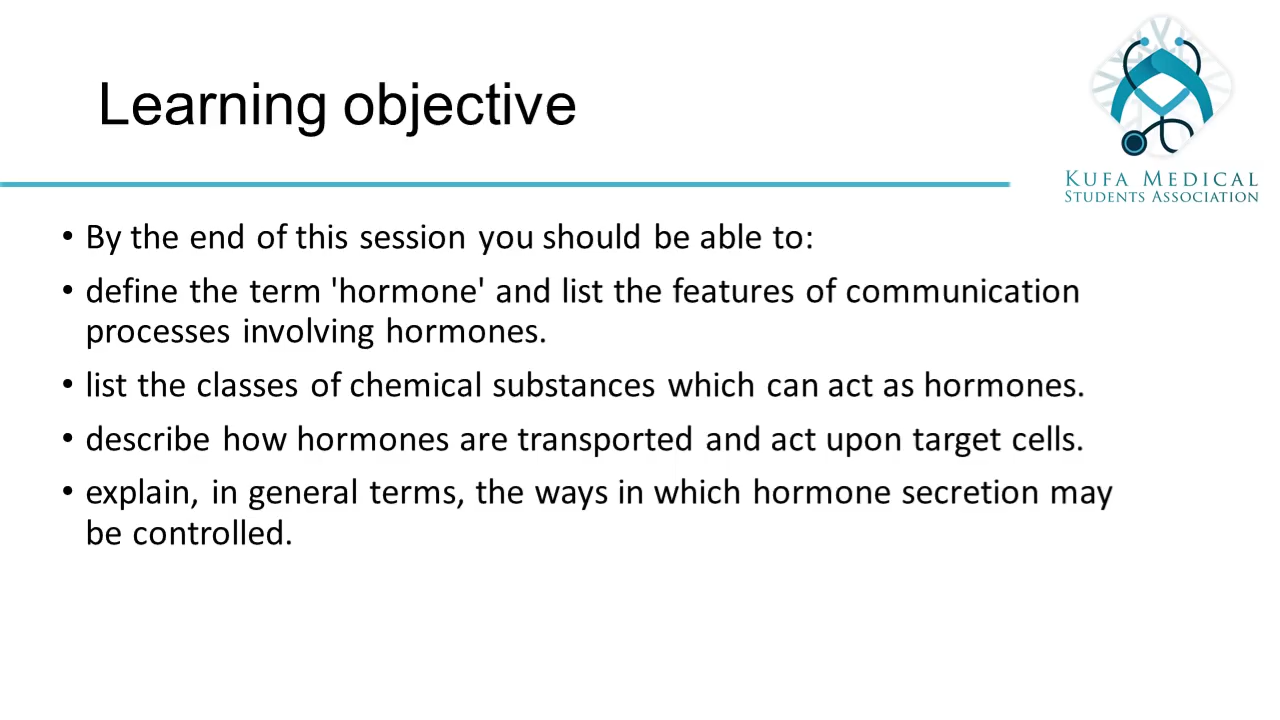 Learning objective
KUFA MEDICAL
STUDENTS ASSOCIATION
• By the end of this session you should be able to:
• define the term 'hormone' and list the features of communication
processes involving hormones.
• list the classes of chemical substances which can act as hormones.
• describe how hormones are transported and act upon target cells.
• explain, in general terms, the ways in which hormone secretion may
be controlled.